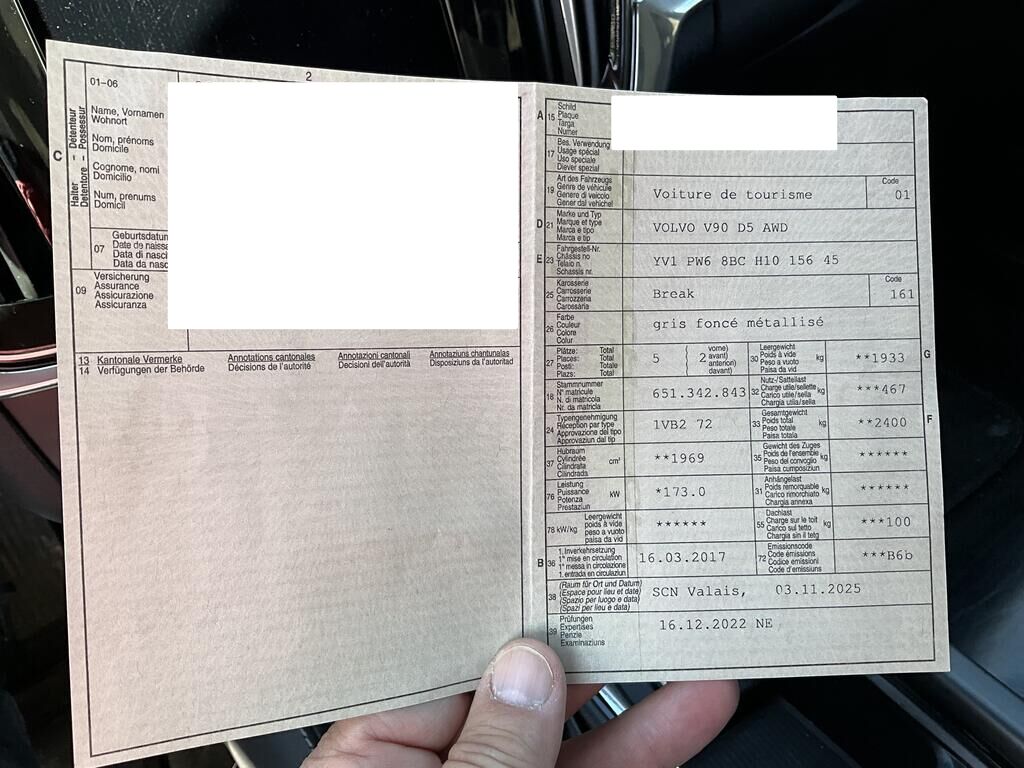 2
01–06
C
Halter – Détenteur
Detentore – Possessur
Name, Vornamen
Wohnort
Nom, prénoms
Domicile
Cognome, nomi
Domicilio
Num, prenums
Domicil
07
Geburtsdatum
Date de naiss
Data di nasci
Data da nasc
09
Versicherung
Assurance
Assicurazione
Assicuranza
13 Kantonale Vermerke
14 Verfügungen der Behörde
Annotations cantonales
Décisions de l'autorité
Annotazioni cantonali
Decisioni dell'autorità
Annotaziuns chantunalas
Disposiziuns da l'autoritad
A 15
Schild
Plaque
Targa
Numer
17
Bes. Verwendung
Usage spécial
Uso speciale
Diever spezial
19
Art des Fahrzeugs
Genre de véhicule
Genere di veicolo
Gener dal vehichel
Voiture de tourisme
Code
01
D 21
Marke und Typ
Marque et type
Marca e tipo
Marca e tip
VOLVO V90 D5 AWD
E 23
Fahrgestell-Nr.
Châssis no
Telaio n.
Schassis nr.
YV1 PW6 8BC H10 156 45
25
Karosserie
Carrosserie
Carrozzeria
Carossaria
Break
Code
161
26
Farbe
Couleur
Colore
Colur
gris foncé métallisé
27
Plätze: Total
Places: Total
Posti: Totale
Plazs: Total
5
2
vorne)
avant)
anteriori)
davant)
30
Leergewicht
Poids à vide
Peso a vuoto
Paisa da vid
kg
**1933
G
18
Stammnummer
N° matricule
N. di matricola
Nr. da matricla
651.342.843
32
Nutz-/Sattellast
Charge utile/sellette
Carico utile/sella
Chargia utila/sella
kg
***467
24
Typengenehmigung
Réception par type
Approvazione del tipo
Approvaziun dal tip
1VB2 72
33
Gesamtgewicht
Poids total
Peso totale
Paisa totala
kg
**2400
F
37
Hubraum
Cylindrée
Cilindrata
Cilindrada
cm³
**1969
35
Gewicht des Zuges
Poids de l'ensemble
Peso del convoglio
Paisa cumposiziun
kg
******
76
Leistung
Puissance
Potenza
Prestaziun
kW
*173.0
31
Anhängelast
Poids remorquable
Carico rimorchiato
Chargia annexa
kg
******
78 kW/kg
Leergewicht
poids à vide
peso a vuoto
paisa da vid
******
55
Dachlast
Charge sur le toit
Carico sul tetto
Chargia sin il tetg
kg
***100
B 36
1. Inverkehrsetzung
1re mise en circulation
1a messa in circolazione
1. entrada en circulaziun
16.03.2017
72
Emissionscode
Code émissions
Codice emissioni
Code d'emissiuns
***B6b
38
(Raum für Ort und Datum)
(Espace pour lieu et date)
(Spazio per luogo e data)
(Spazi per lieu e data)
SCN Valais, 03.11.2025
39
Prüfungen
Expertises
Perizie
Examinaziuns
16.12.2022 NE